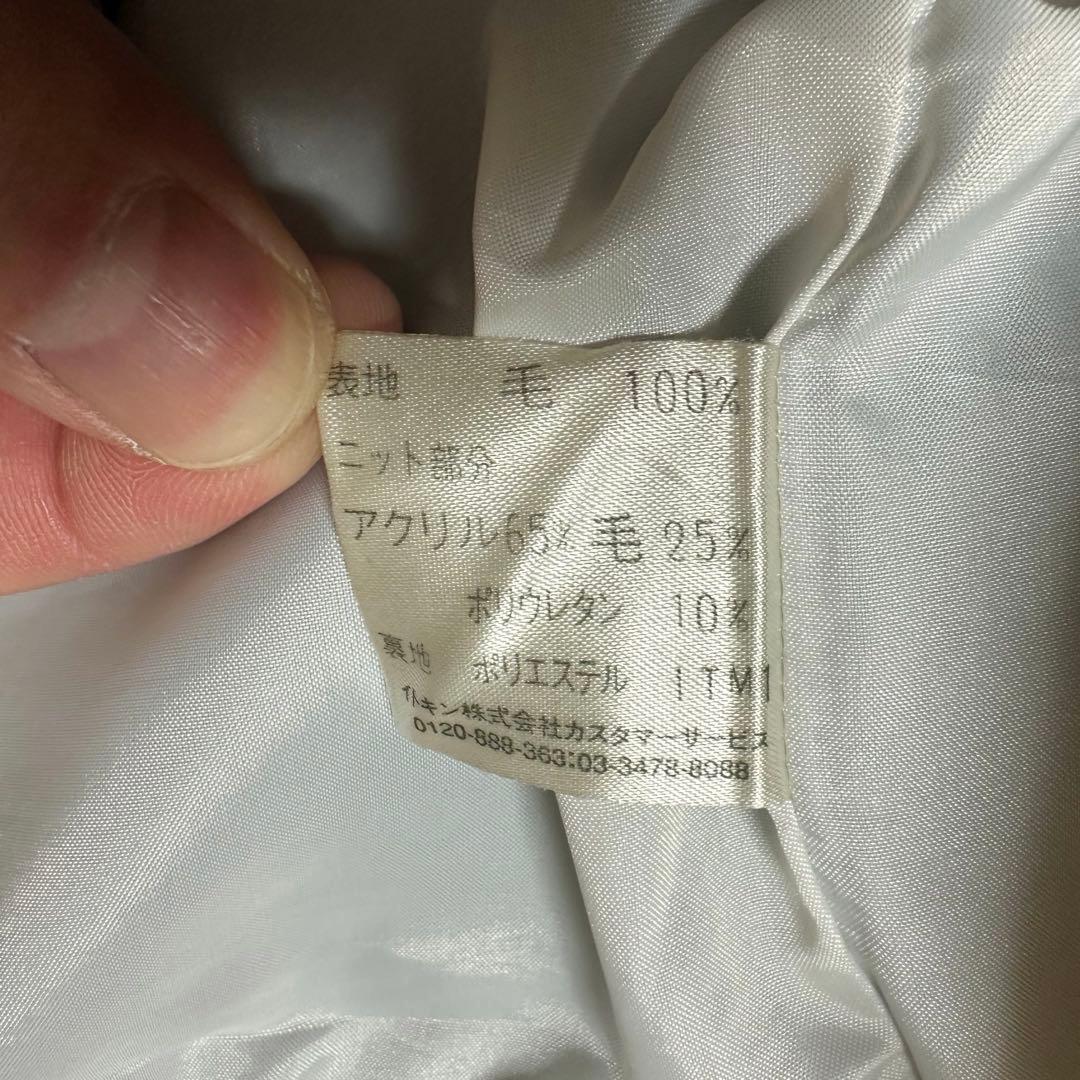 表地 毛 100%
ニット部分
アクリル65% 毛 25%
ポリウレタン 10%
裏地 ポリエステル ITM1
イトキン株式会社カスタマーサービス
0120-888-363:03-3478-8088